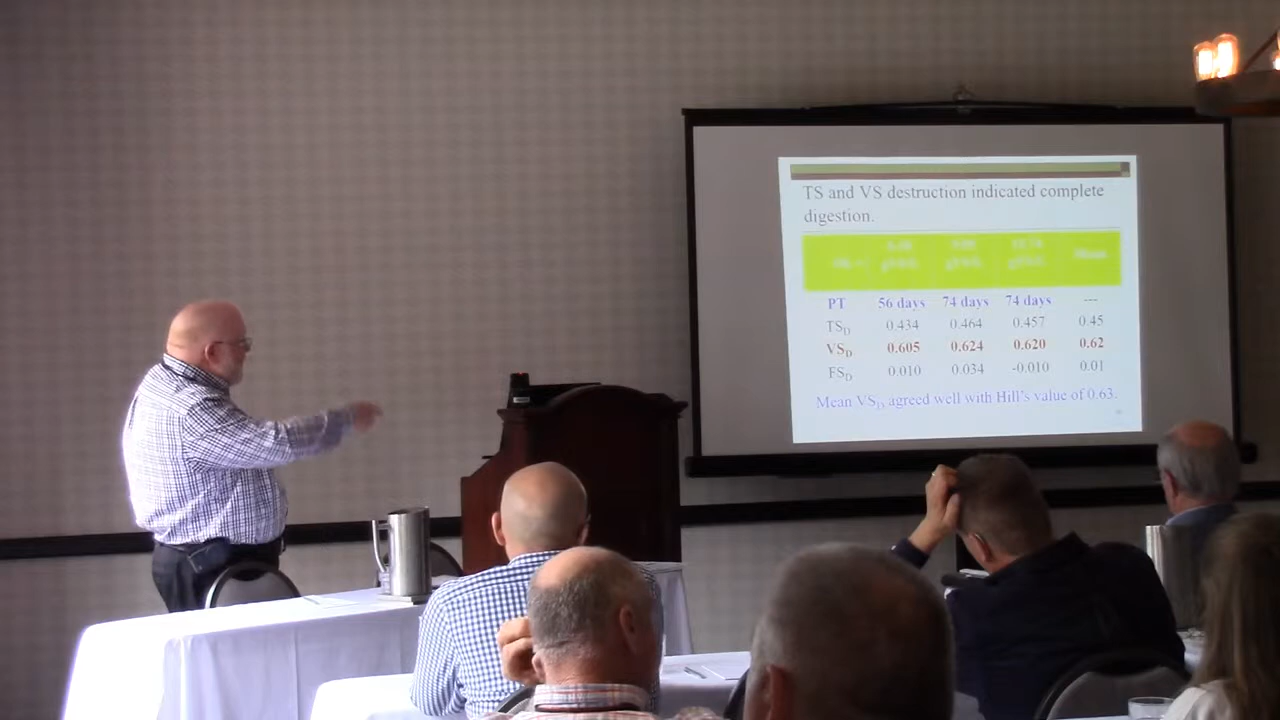 TS and VS destruction indicated complete
digestion.
PT 56 days 74 days 74 days ---
TSD 0.434 0.464 0.457 0.45
VSD 0.605 0.624 0.620 0.62
FSD 0.010 0.034 -0.010 0.01
Mean VSD agreed well with Hill's value of 0.63.